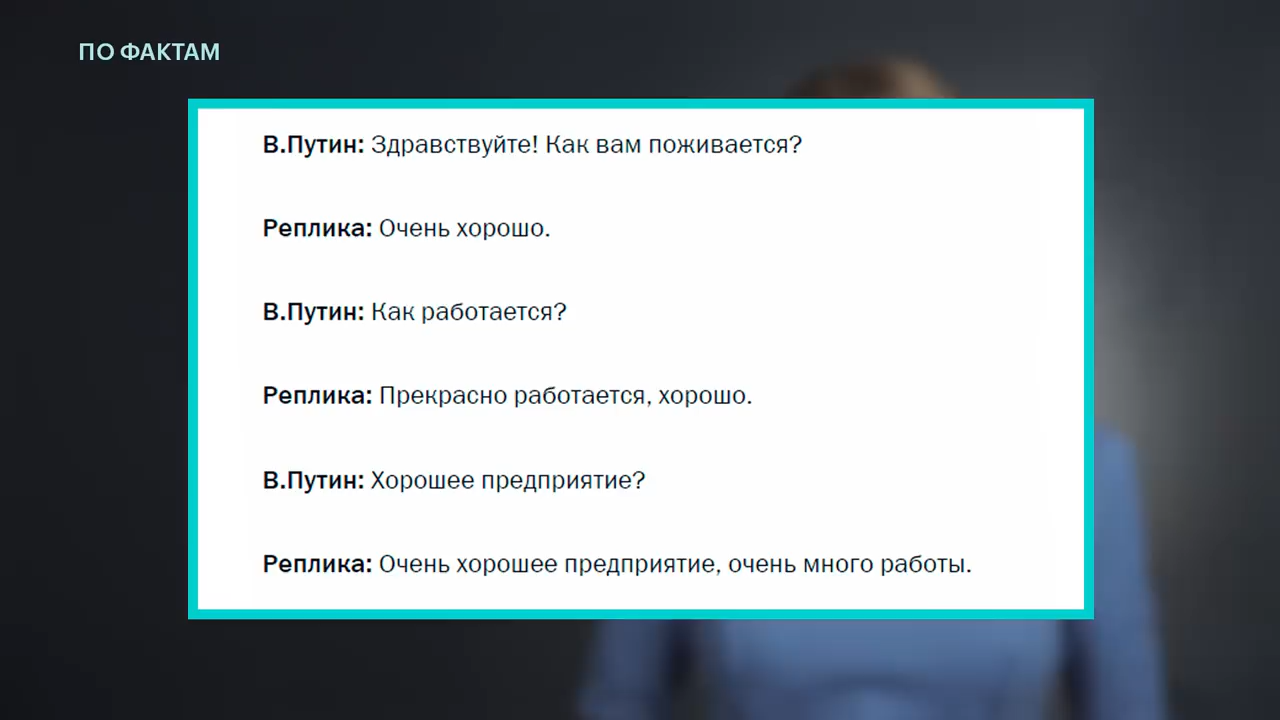 ПО ФАКТАМ
В.Путин: Здравствуйте! Как вам поживается?
Реплика: Очень хорошо.
В.Путин: Как работается?
Реплика: Прекрасно работается, хорошо.
В.Путин: Хорошее предприятие?
Реплика: Очень хорошее предприятие, очень много работы.